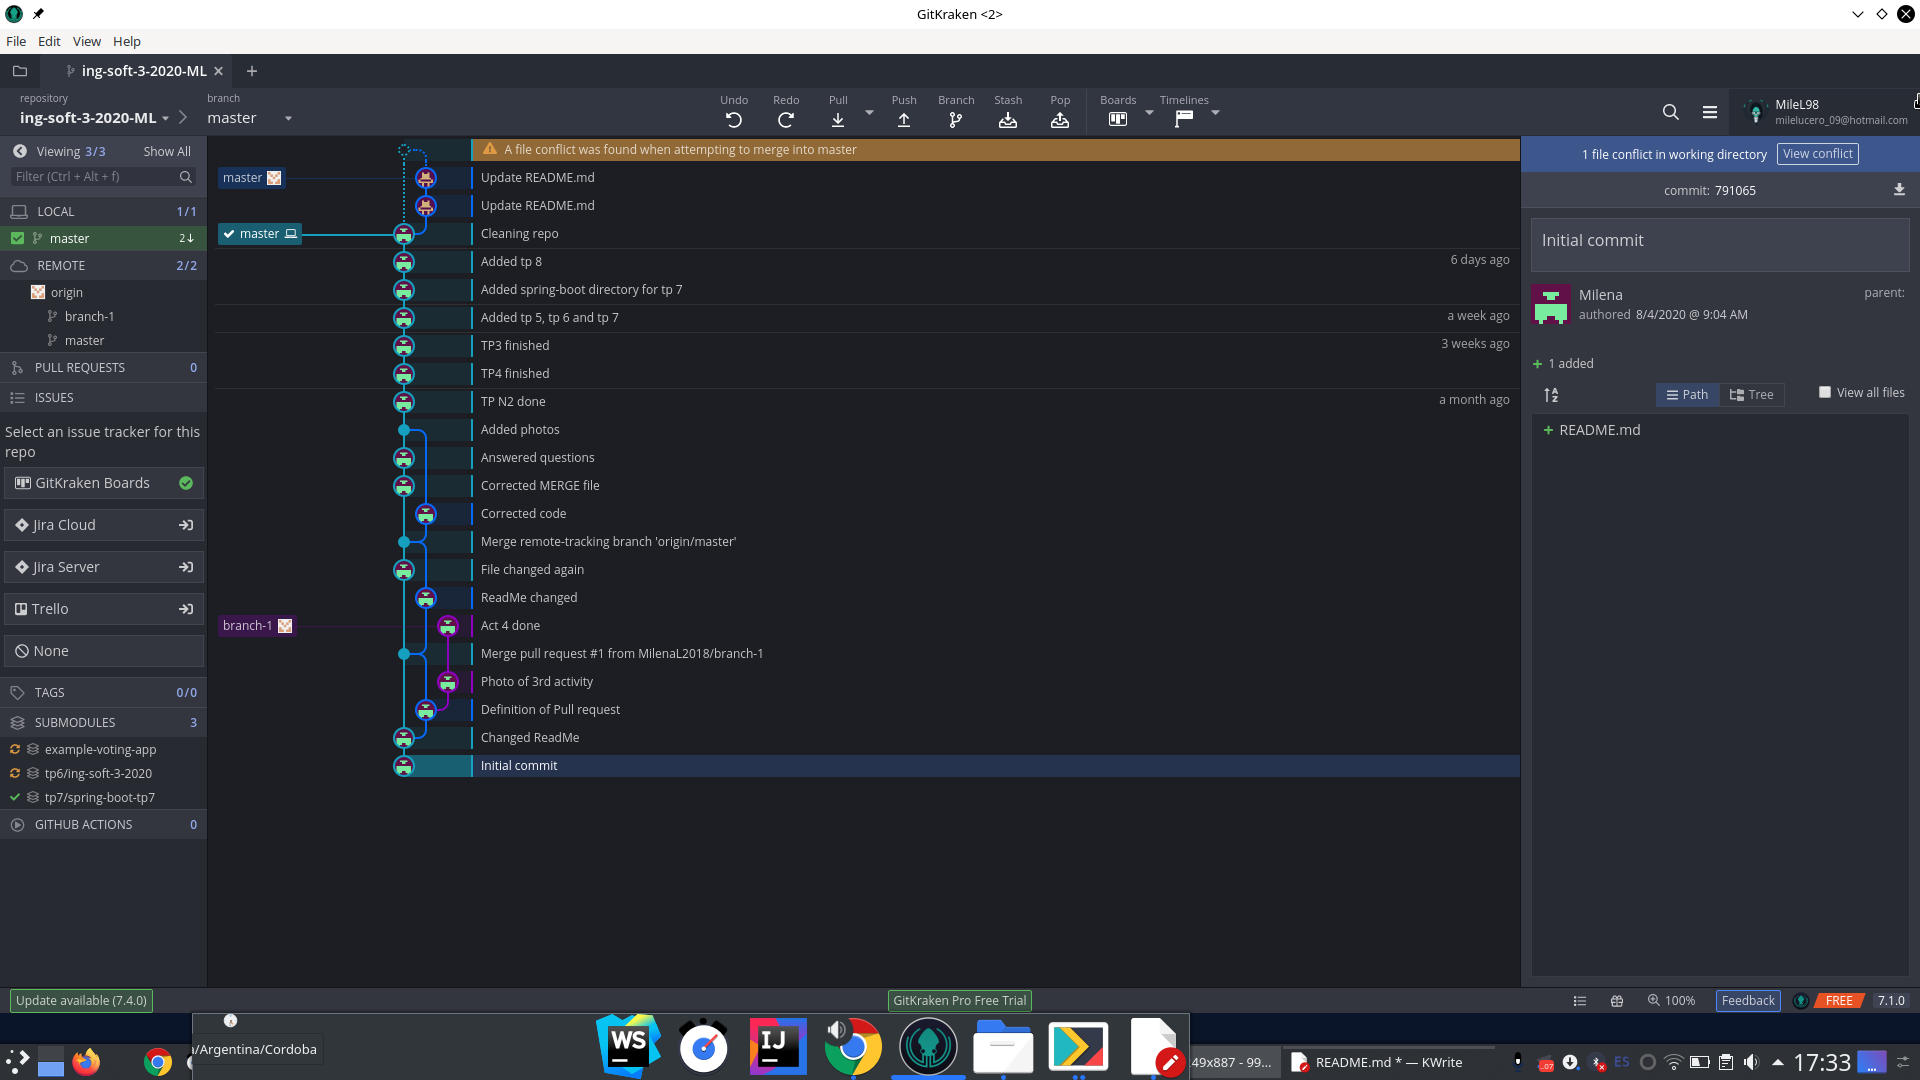 GitKraken <2>
File Edit View Help
ing-soft-3-2020-ML
repository
ing-soft-3-2020-ML
branch
master
Undo Redo Pull Push Branch Stash Pop Boards Timelines
MileL98
milelucero_09@hotmail.com
Viewing 3/3 Show All
Filter (Ctrl + Alt + f)
LOCAL 1/1
master 2↓
REMOTE 2/2
origin
branch-1
master
PULL REQUESTS 0
ISSUES
Select an issue tracker for this
repo
GitKraken Boards
Jira Cloud
Jira Server
Trello
None
TAGS 0/0
SUBMODULES 3
example-voting-app
tp6/ing-soft-3-2020
tp7/spring-boot-tp7
GITHUB ACTIONS 0
A file conflict was found when attempting to merge into master
master Update README.md
Update README.md
master Cleaning repo
Added tp 8 6 days ago
Added spring-boot directory for tp 7
Added tp 5, tp 6 and tp 7 a week ago
TP3 finished 3 weeks ago
TP4 finished
TP N2 done a month ago
Added photos
Answered questions
Corrected MERGE file
Corrected code
Merge remote-tracking branch 'origin/master'
File changed again
ReadMe changed
branch-1 Act 4 done
Merge pull request #1 from MilenaL2018/branch-1
Photo of 3rd activity
Definition of Pull request
Changed ReadMe
Initial commit
1 file conflict in working directory View conflict
commit: 791065
Initial commit
Milena parent:
authored 8/4/2020 @ 9:04 AM
+ 1 added
Path Tree View all files
+ README.md
Update available (7.4.0)
GitKraken Pro Free Trial
100% Feedback FREE 7.1.0
/Argentina/Cordoba
WS
IJ
49x887 - 99...
README.md * — KWrite
ES
17:33